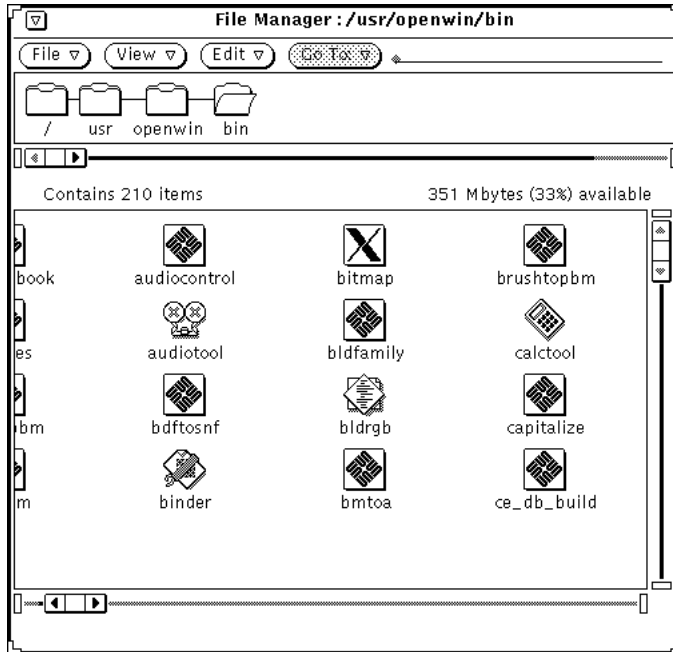 File Manager : /usr/openwin/bin
File View Edit Go To:
/ usr openwin bin
Contains 210 items 351 Mbytes (33%) available
book audiocontrol bitmap brushtopbm
es audiotool bldfamily calctool
bm bdftosnf bldrgb capitalize
m binder bmtoa ce_db_build